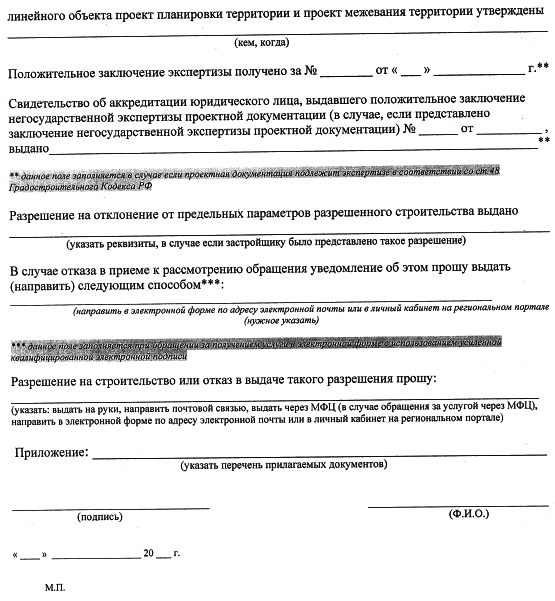 линейного объекта проект планировки территории и проект межевания территории утверждены
(кем, когда)
Положительное заключение экспертизы получено за № ________ от « ___ » ______________ г.**
Свидетельство об аккредитации юридического лица, выдавшего положительное заключение
негосударственной экспертизы проектной документации (в случае, если представлено
заключение негосударственной экспертизы проектной документации) № ______ от __________ ,
выдано______________________________**
** данное поле заполняется в случае если проектная документация подлежит экспертизе в соответствии со ст 48
Градостроительного Кодекса РФ
Разрешение на отклонение от предельных параметров разрешенного строительства выдано
(указать реквизиты, в случае если застройщику было представлено такое разрешение)
В случае отказа в приеме к рассмотрению обращения уведомление об этом прошу выдать
(направить) следующим способом***:
(направить в электронной форме по адресу электронной почты или в личный кабинет на региональном портале
(нужное указать)
*** данное поле заполняется при обращении за получением услуги в электронной форме с использованием усиленной
квалифицированной электронной подписи
Разрешение на строительство или отказ в выдаче такого разрешения прошу:
(указать: выдать на руки, направить почтовой связью, выдать через МФЦ (в случае обращения за услугой через МФЦ),
направить в электронной форме по адресу электронной почты или в личный кабинет на региональном портале)
Приложение: ______________________________
(указать перечень прилагаемых документов)
(подпись) (Ф.И.О.)
« ___ » ______________ 20 ___ г.
М.П.